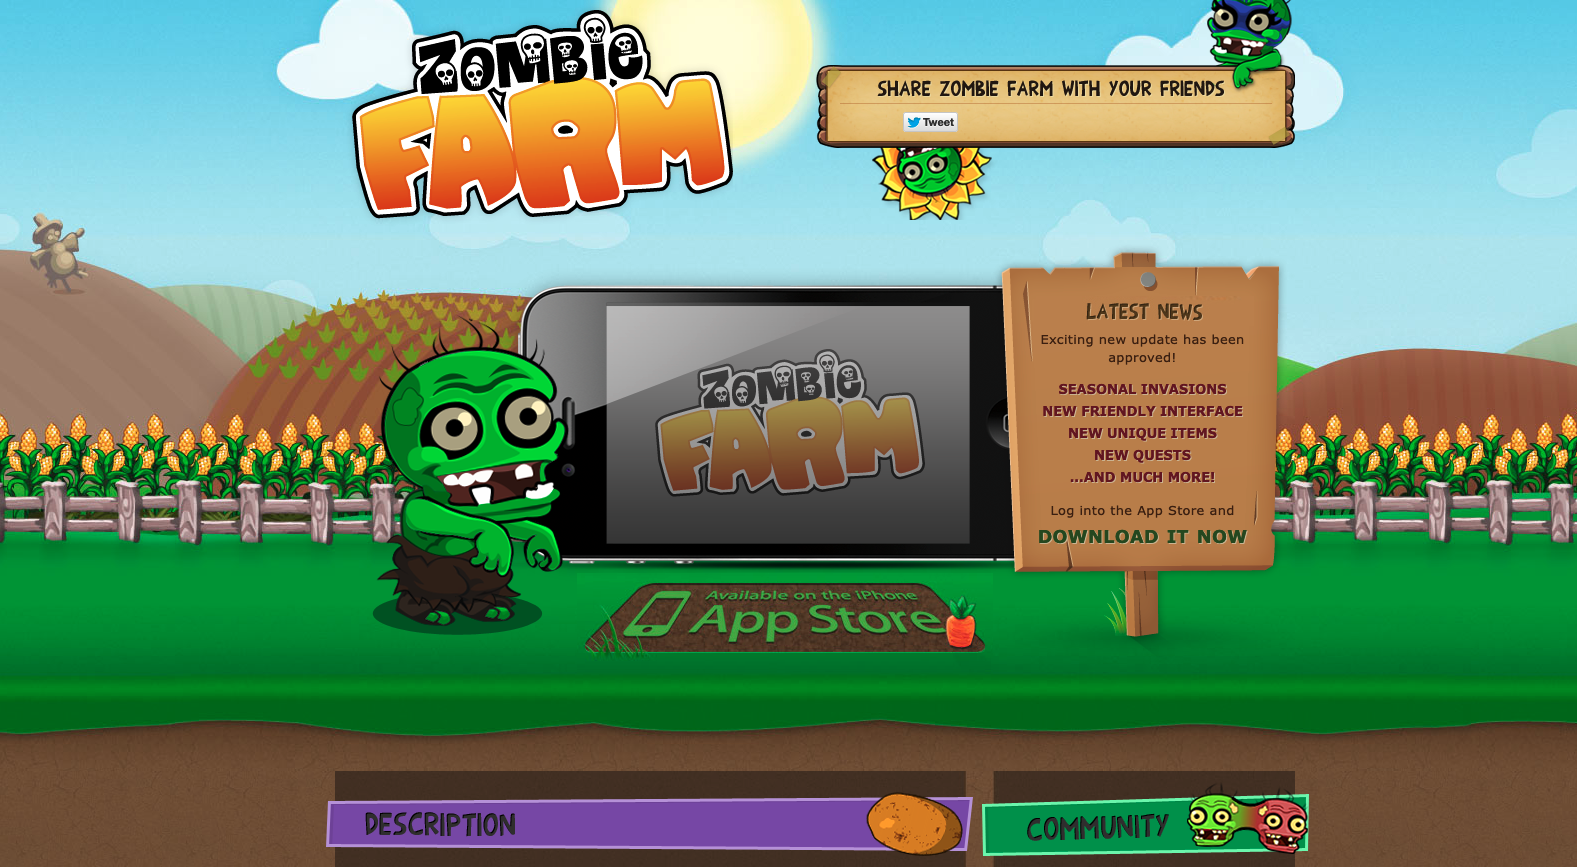 ZOMBIE
FARM
SHARE ZOMBIE FARM WITH YOUR FRIENDS
Tweet
ZOMBIE
FARM
LATEST NEWS
Exciting new update has been
approved!
SEASONAL INVASIONS
NEW FRIENDLY INTERFACE
NEW UNIQUE ITEMS
NEW QUESTS
...AND MUCH MORE!
Log into the App Store and
DOWNLOAD IT NOW
Available on the iPhone
App Store
DESCRIPTION
COMMUNITY